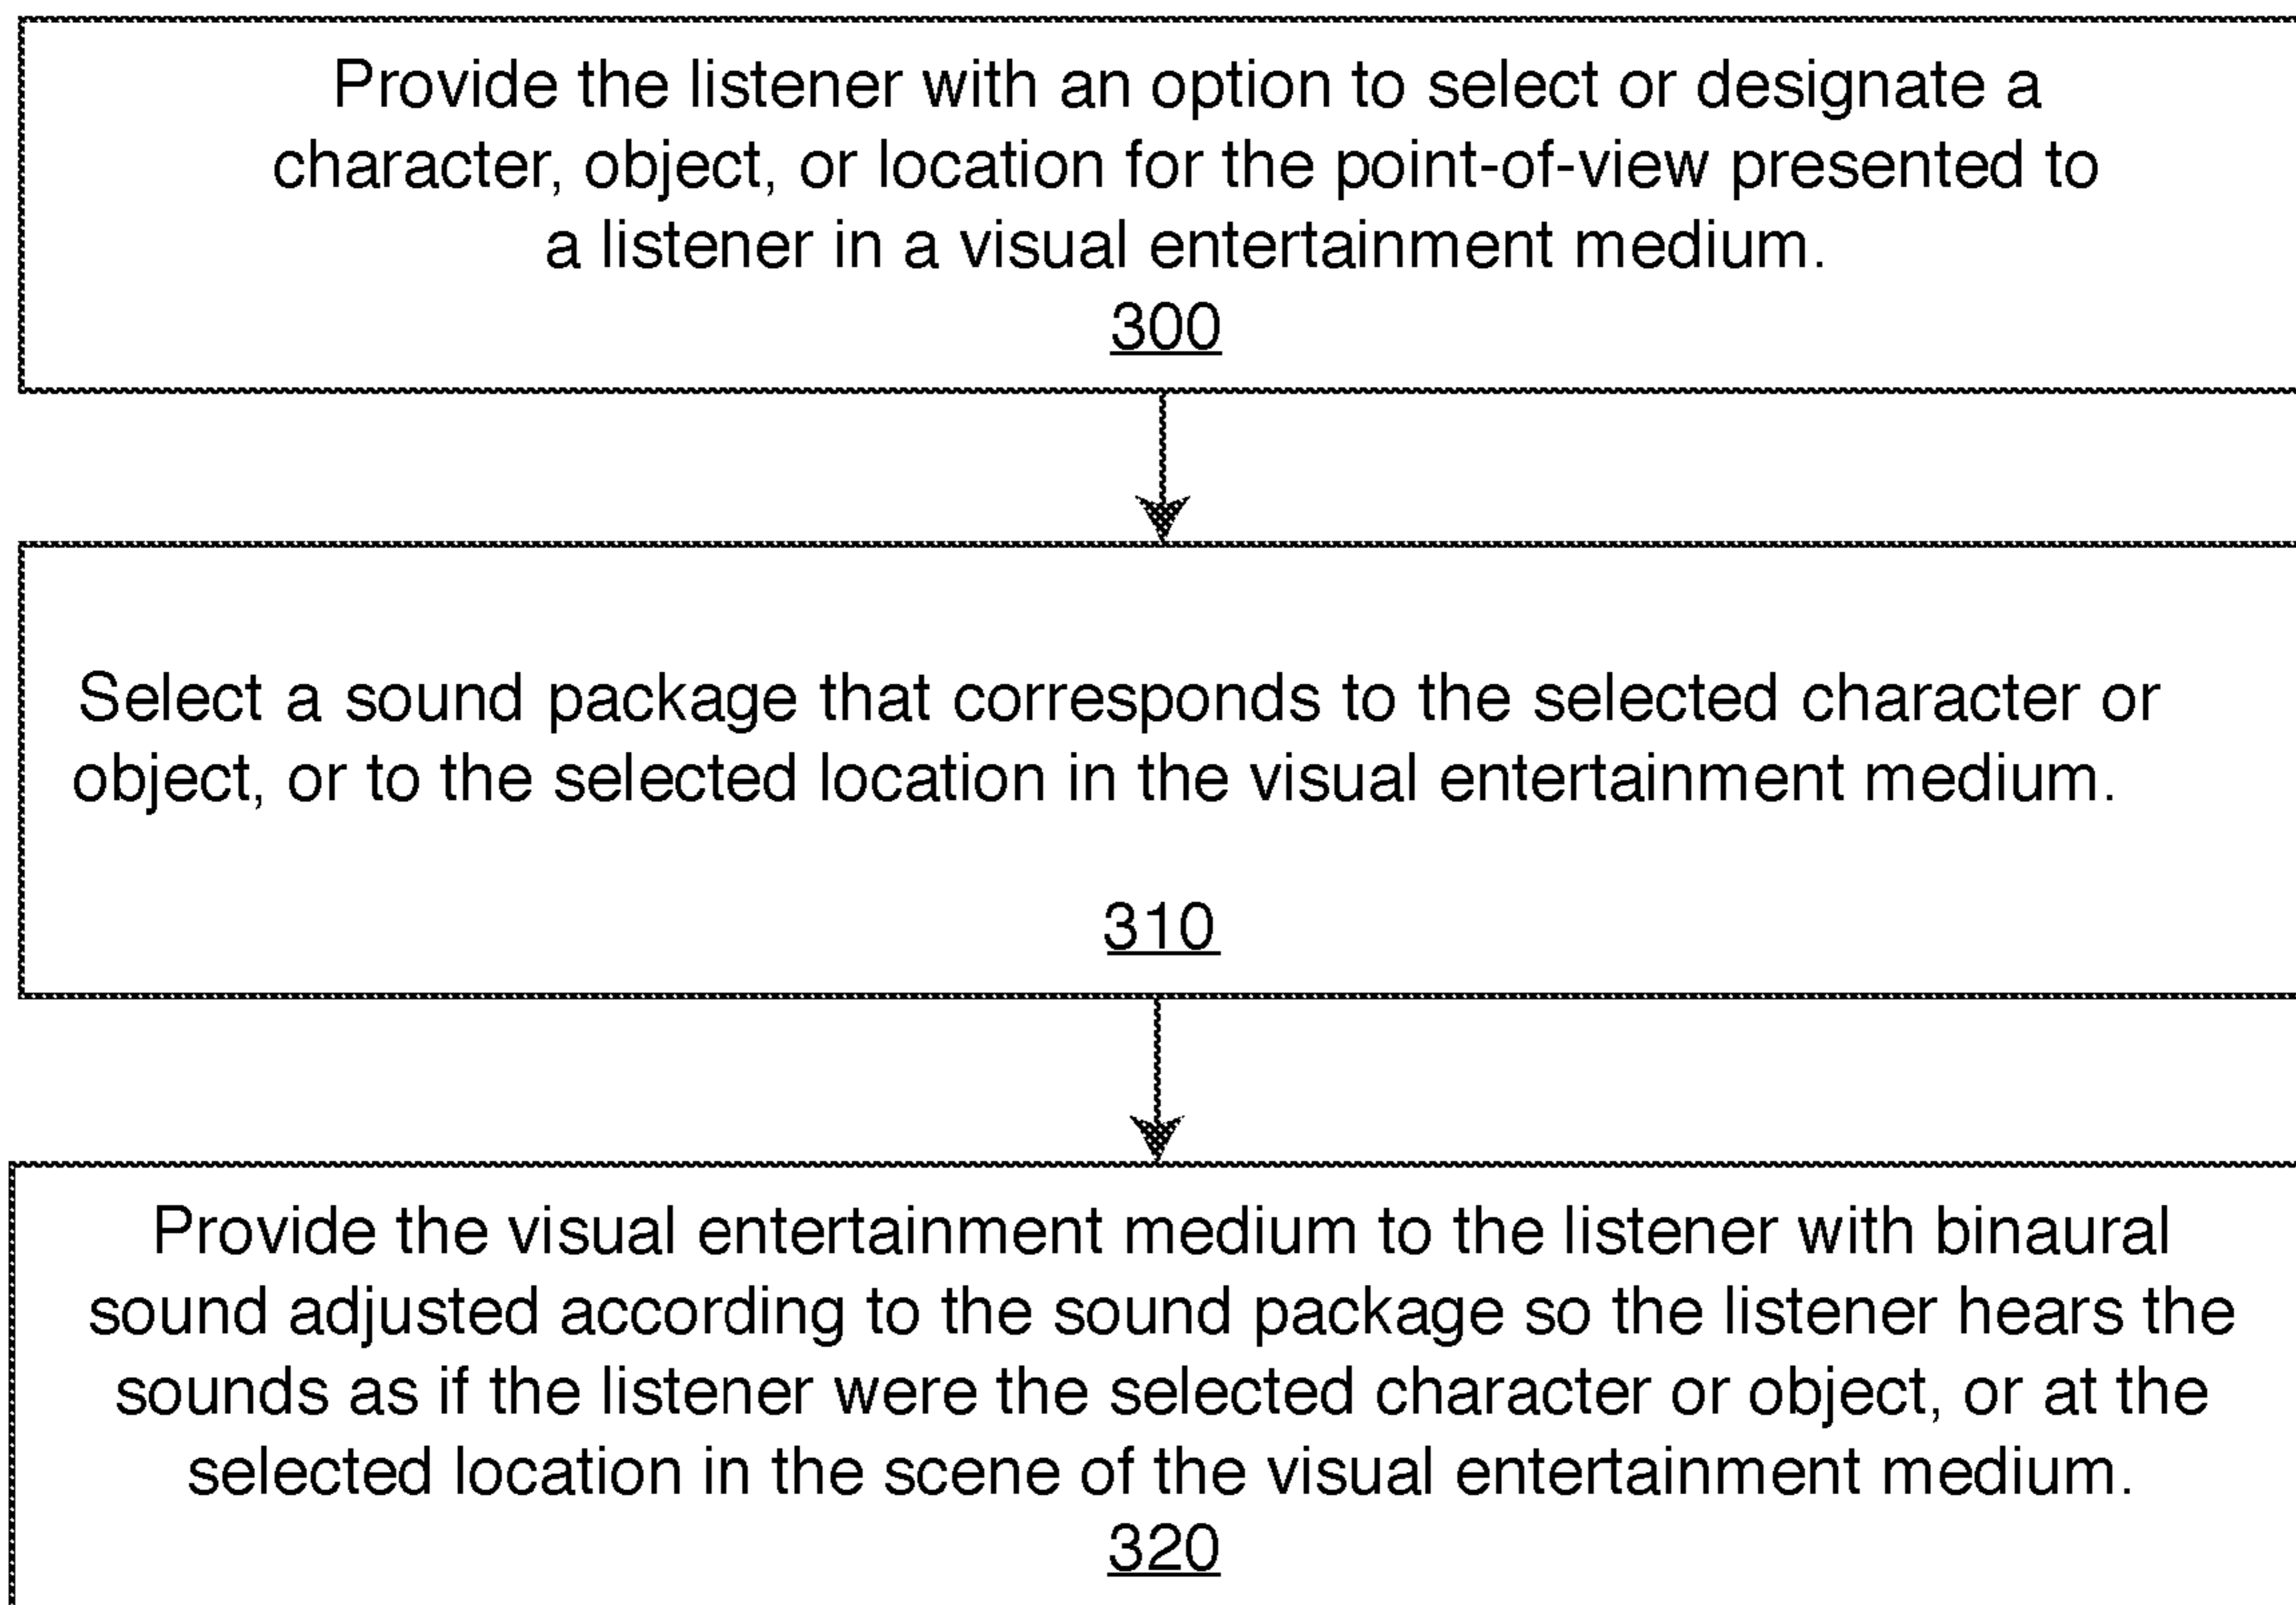 Provide the listener with an option to select or designate a
character, object, or location for the point-of-view presented to
a listener in a visual entertainment medium.
300
Select a sound package that corresponds to the selected character or
object, or to the selected location in the visual entertainment medium.
310
Provide the visual entertainment medium to the listener with binaural
sound adjusted according to the sound package so the listener hears the
sounds as if the listener were the selected character or object, or at the
selected location in the scene of the visual entertainment medium.
320